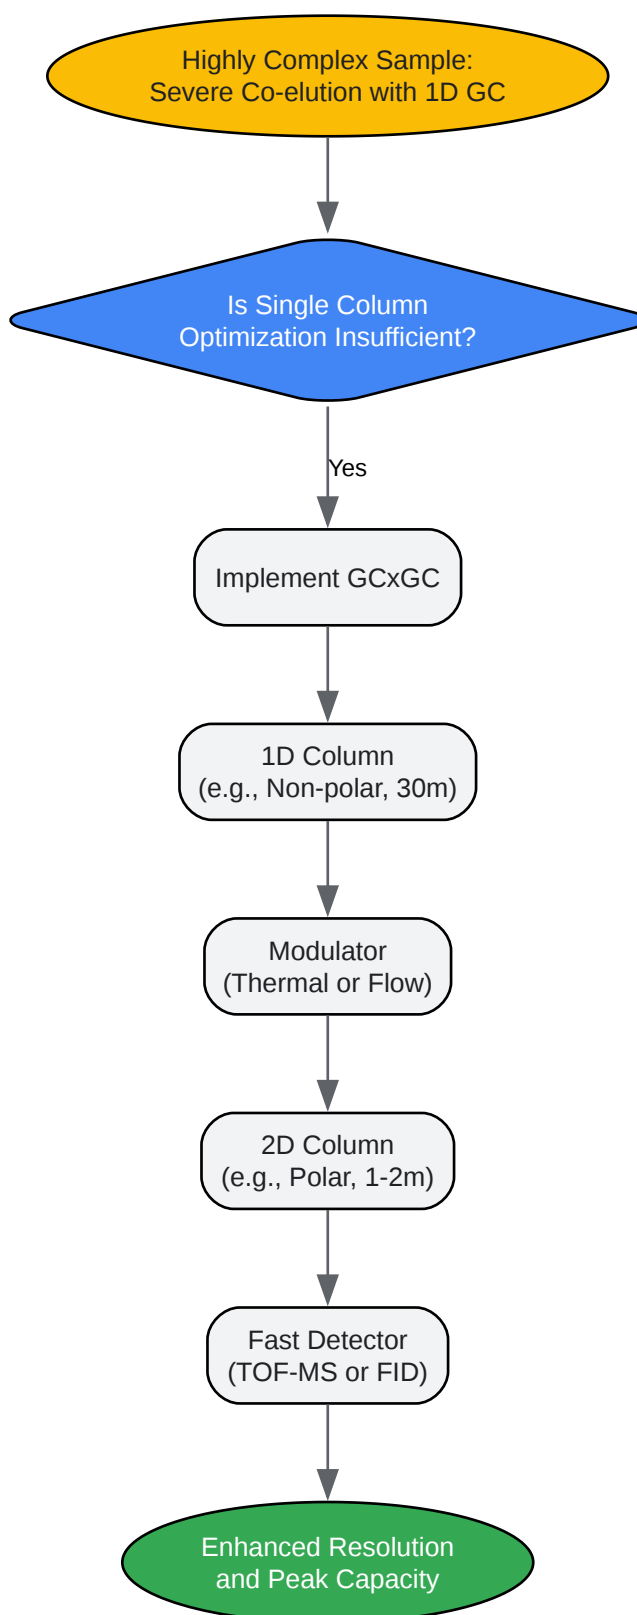 Highly Complex Sample:
Severe Co-elution with 1D GC
Is Single Column
Optimization Insufficient?
Yes
Implement GCxGC
1D Column
(e.g., Non-polar, 30m)
Modulator
(Thermal or Flow)
2D Column
(e.g., Polar, 1-2m)
Fast Detector
(TOF-MS or FID)
Enhanced Resolution
and Peak Capacity